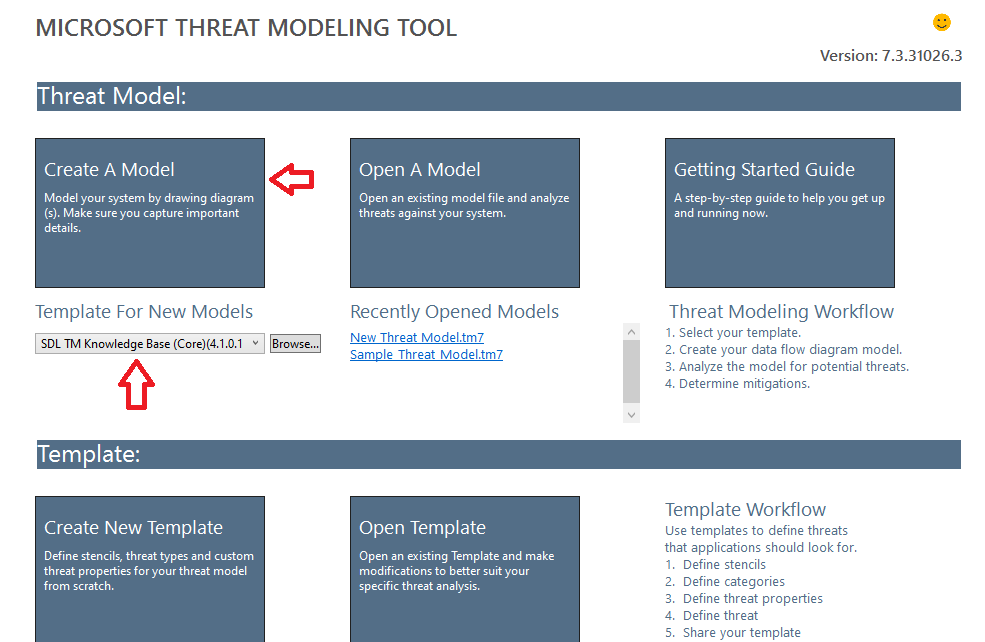 MICROSOFT THREAT MODELING TOOL
Version: 7.3.31026.3
Threat Model:
Create A Model
Model your system by drawing diagram
(s). Make sure you capture important
details.
Open A Model
Open an existing model file and analyze
threats against your system.
Getting Started Guide
A step-by-step guide to help you get up
and running now.
Template For New Models
SDL TM Knowledge Base (Core)(4.1.0.1
Browse...
Recently Opened Models
New Threat Model.tm7
Sample Threat Model.tm7
Threat Modeling Workflow
1. Select your template.
2. Create your data flow diagram model.
3. Analyze the model for potential threats.
4. Determine mitigations.
Template:
Create New Template
Define stencils, threat types and custom
threat properties for your threat model
from scratch.
Open Template
Open an existing Template and make
modifications to better suit your
specific threat analysis.
Template Workflow
Use templates to define threats
that applications should look for.
1. Define stencils
2. Define categories
3. Define threat properties
4. Define threat
5. Share your template